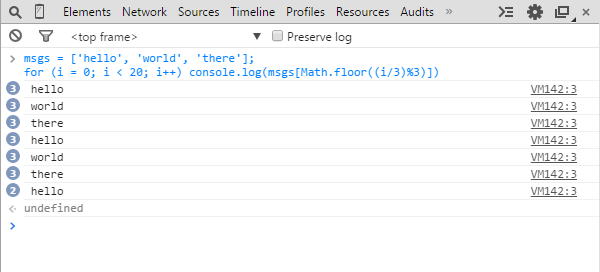 Elements Network Sources Timeline Profiles Resources Audits »
<top frame> ▼ Preserve log
> msgs = ['hello', 'world', 'there'];
for (i = 0; i < 20; i++) console.log(msgs[Math.floor((i/3)%3)])
3 hello VM142:3
3 world VM142:3
3 there VM142:3
3 hello VM142:3
3 world VM142:3
3 there VM142:3
2 hello VM142:3
undefined
>